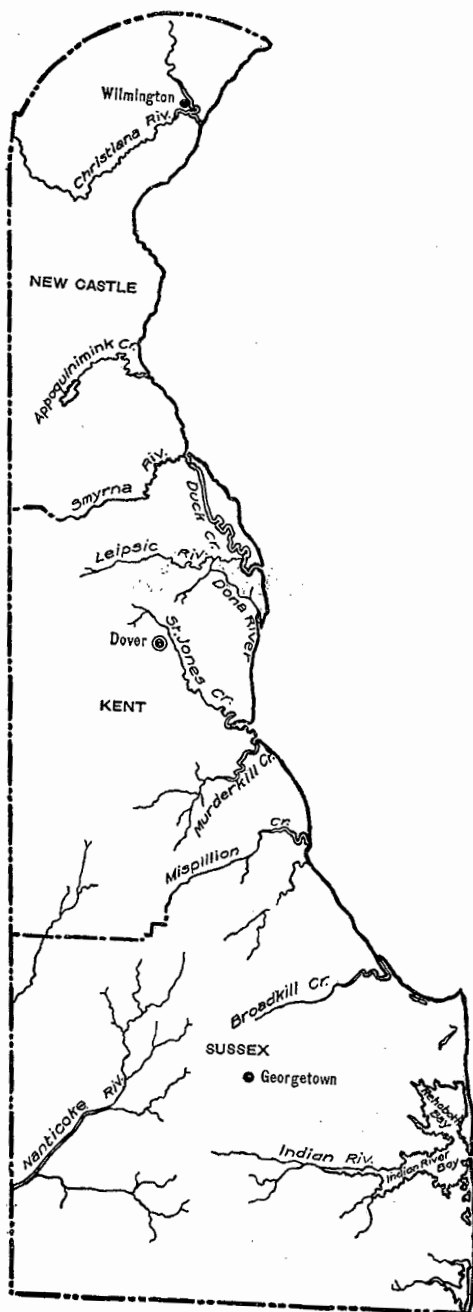 Wilmington
Christiana Riv.
NEW CASTLE
Appoquinimink Cr.
Smyrna Riv.
Duck Cr.
Leipsic Riv.
Dona River
Dover
St. Jones Cr.
KENT
Murderkill Cr.
Mispillion Cr.
Broadkill Cr.
SUSSEX
Georgetown
Nanticoke Riv.
Rehoboth Bay
Indian Riv.
Indian River Bay